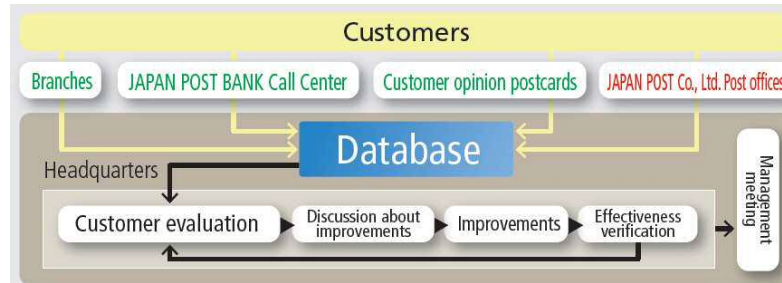 Customers
Branches
JAPAN POST BANK Call Center
Customer opinion postcards
JAPAN POST Co., Ltd. Post offices
Database
Headquarters
Customer evaluation
Discussion about
improvements
Improvements
Effectiveness
verification
Management
meeting